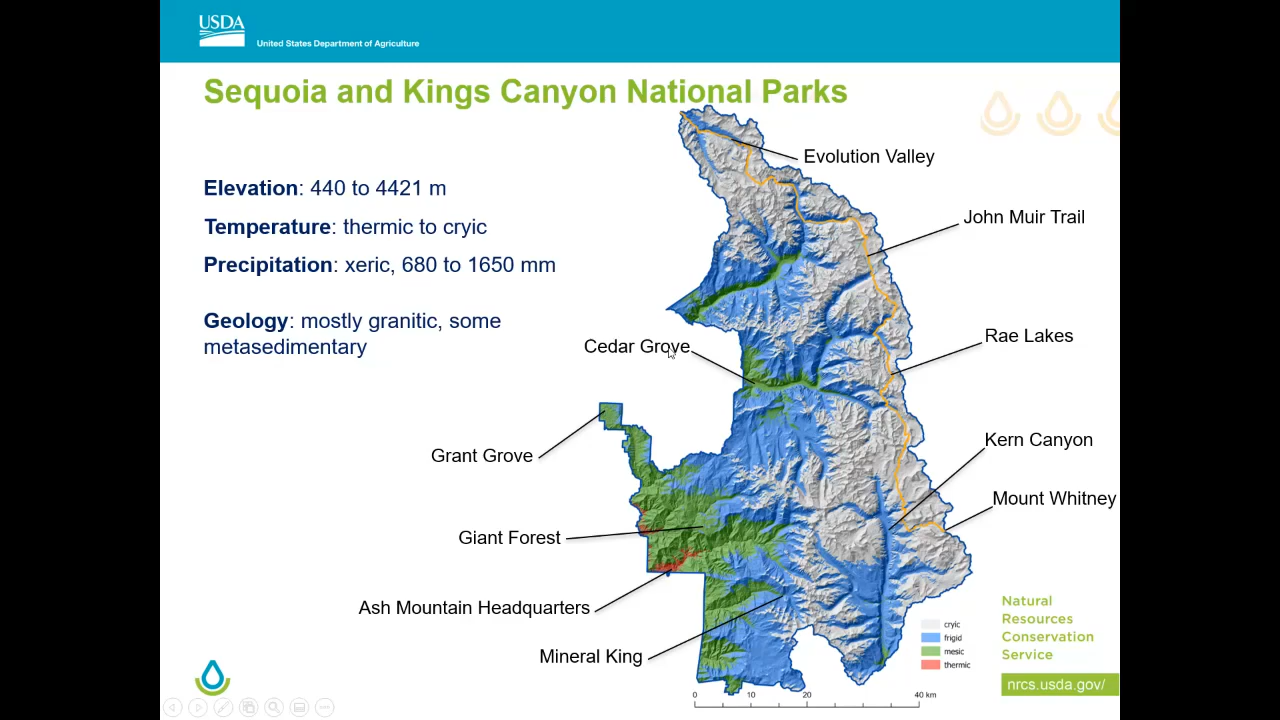 USDA
United States Department of Agriculture
Sequoia and Kings Canyon National Parks
Elevation: 440 to 4421 m
Temperature: thermic to cryic
Precipitation: xeric, 680 to 1650 mm
Geology: mostly granitic, some
metasedimentary
Evolution Valley
John Muir Trail
Rae Lakes
Cedar Grove
Kern Canyon
Grant Grove
Mount Whitney
Giant Forest
Ash Mountain Headquarters
Mineral King
cryic
frigid
mesic
thermic
0 10 20 40 km
Natural
Resources
Conservation
Service
nrcs.usda.gov/